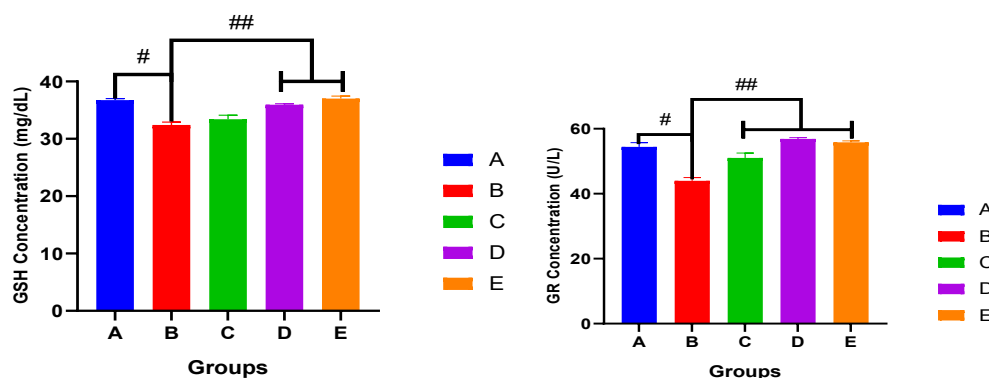 ##
#
GSH Concentration (mg/dL)
40
30
20
10
0
A B C D E
Groups
A
B
C
D
E
##
#
GR Concentration (U/L)
60
40
20
0
A B C D E
Groups
A
B
C
D
E